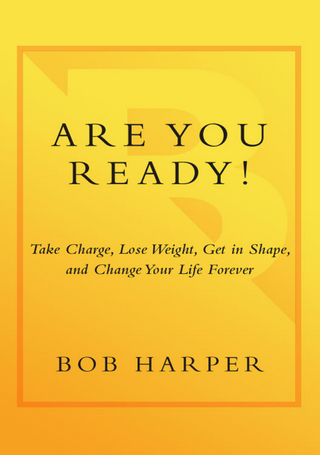 ARE YOU
READY!
Take Charge, Lose Weight, Get in Shape,
and Change Your Life Forever
BOB HARPER